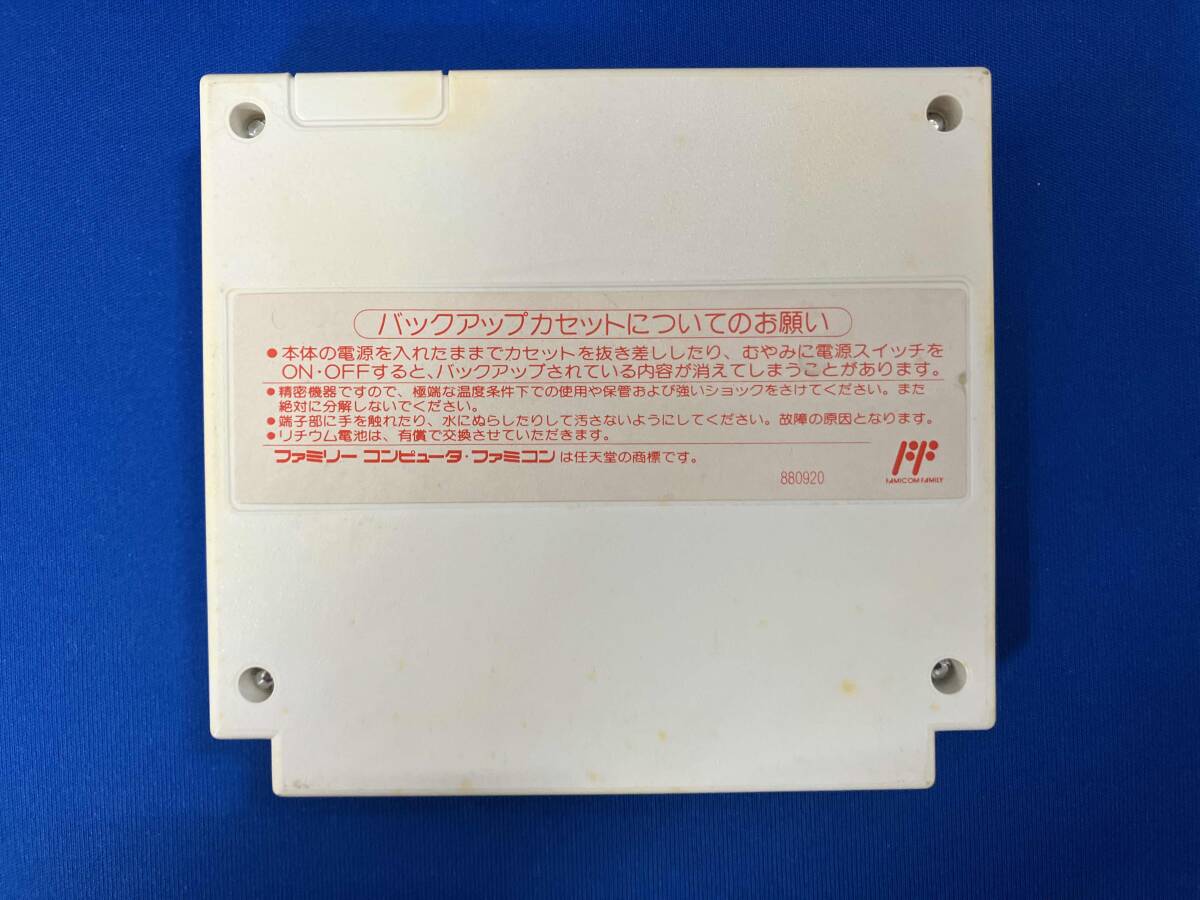 バックアップカセットについてのお願い
●本体の電源を入れたままでカセットを抜き差ししたり、むやみに電源スイッチを
ON・OFFすると、バックアップされている内容が消えてしまうことがあります。
●精密機器ですので、極端な温度条件下での使用や保管および強いショックをさけてください。また
絶対に分解しないでください。
●端子部に手を触れたり、水にぬらしたりして汚さないようにしてください。故障の原因となります。
●リチウム電池は、有償で交換させていただきます。
ファミリー コンピュータ・ファミコン は任天堂の商標です。
880920
FAMICOM FAMILY